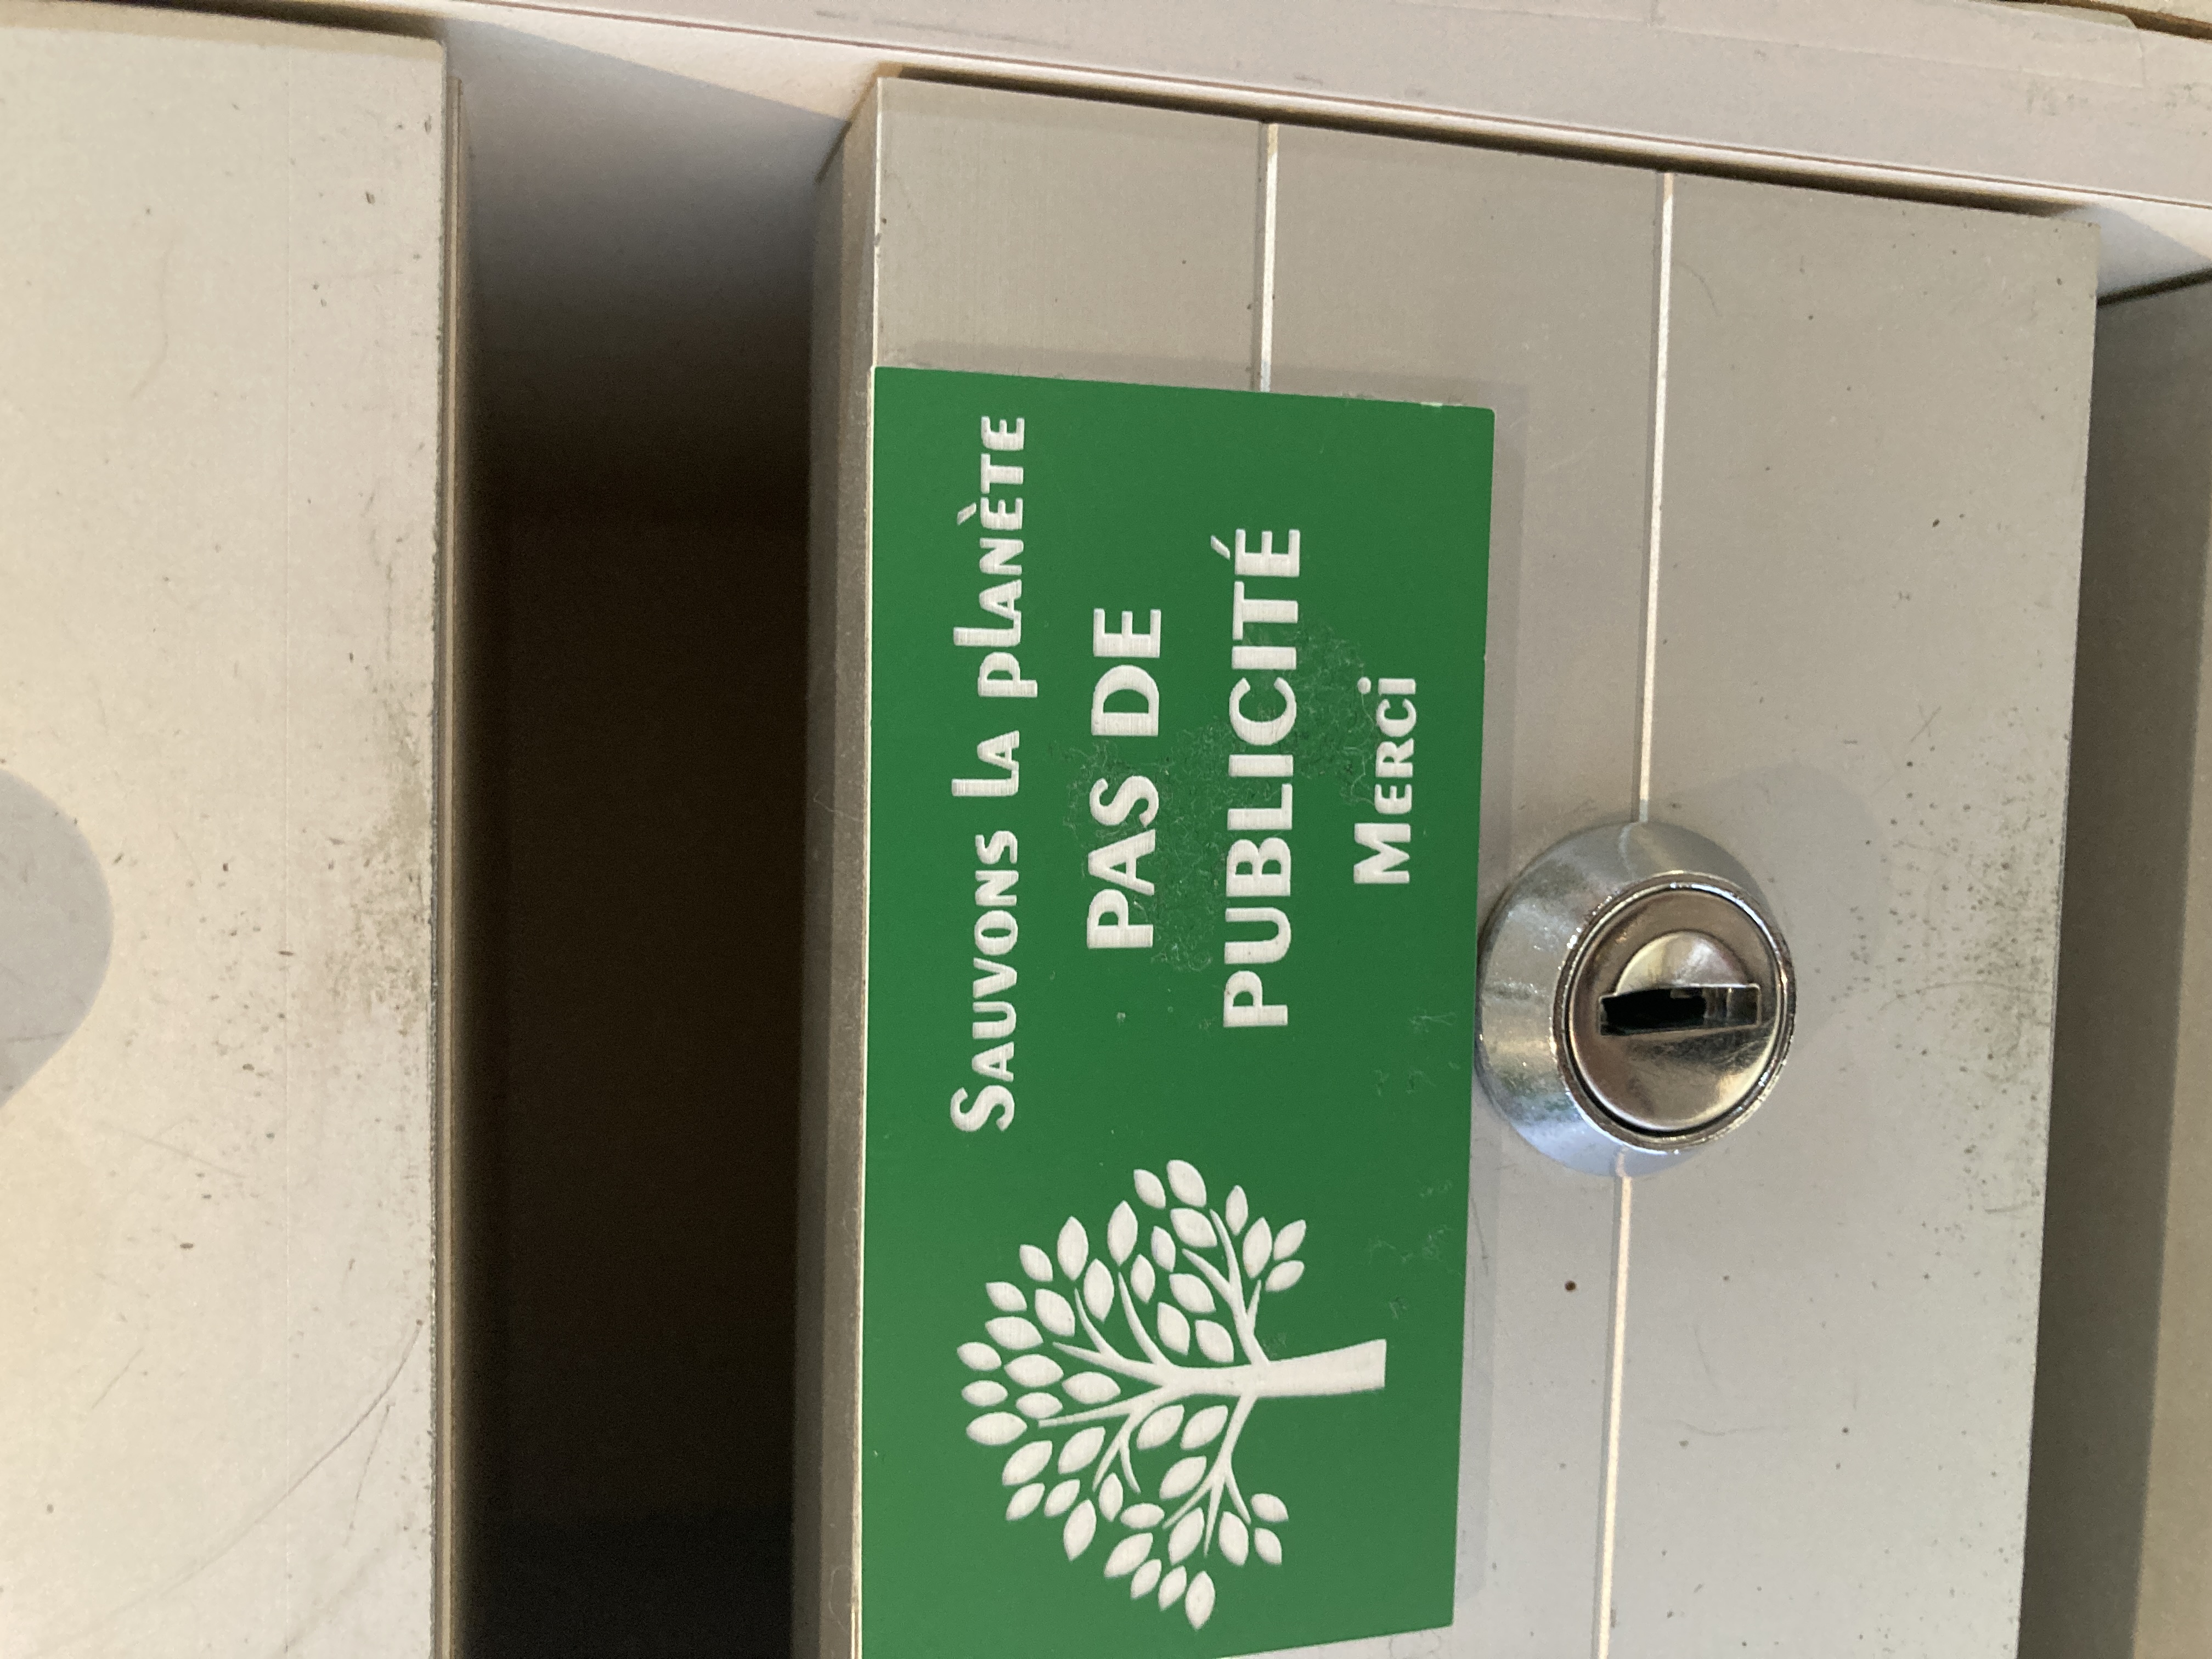 Sauvons la planète
PAS DE
PUBLICITÉ
Merci